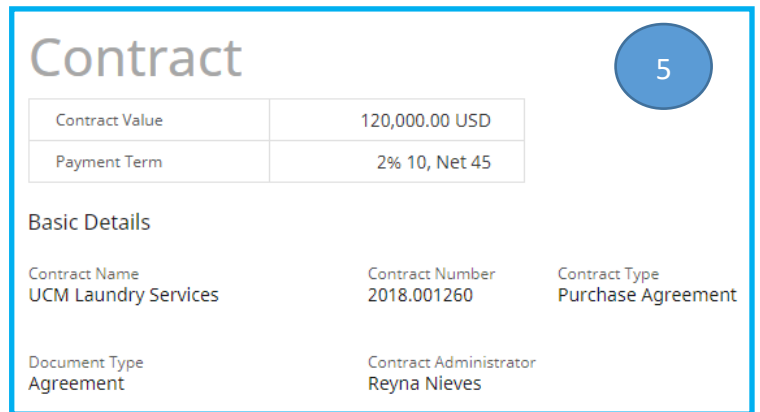 Contract
5
Contract Value 120,000.00 USD
Payment Term 2% 10, Net 45
Basic Details
Contract Name Contract Number Contract Type
UCM Laundry Services 2018.001260 Purchase Agreement
Document Type Contract Administrator
Agreement Reyna Nieves